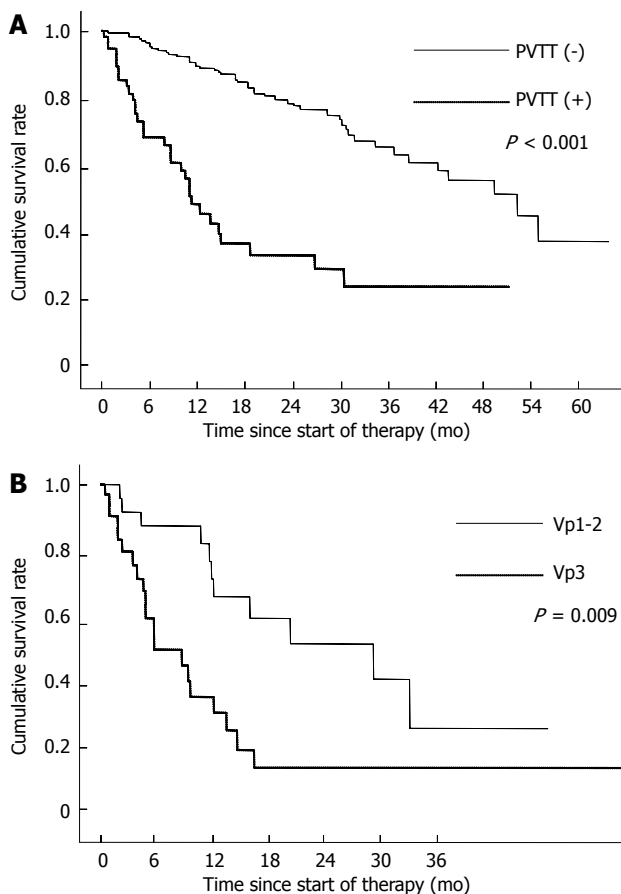 A
1.0
0.8
0.6
0.4
0.2
0
Cumulative survival rate
PVTT (-)
PVTT (+)
P < 0.001
0 6 12 18 24 30 36 42 48 54 60
Time since start of therapy (mo)
B
1.0
0.8
0.6
0.4
0.2
0
Cumulative survival rate
Vp1-2
Vp3
P = 0.009
0 6 12 18 24 30 36
Time since start of therapy (mo)